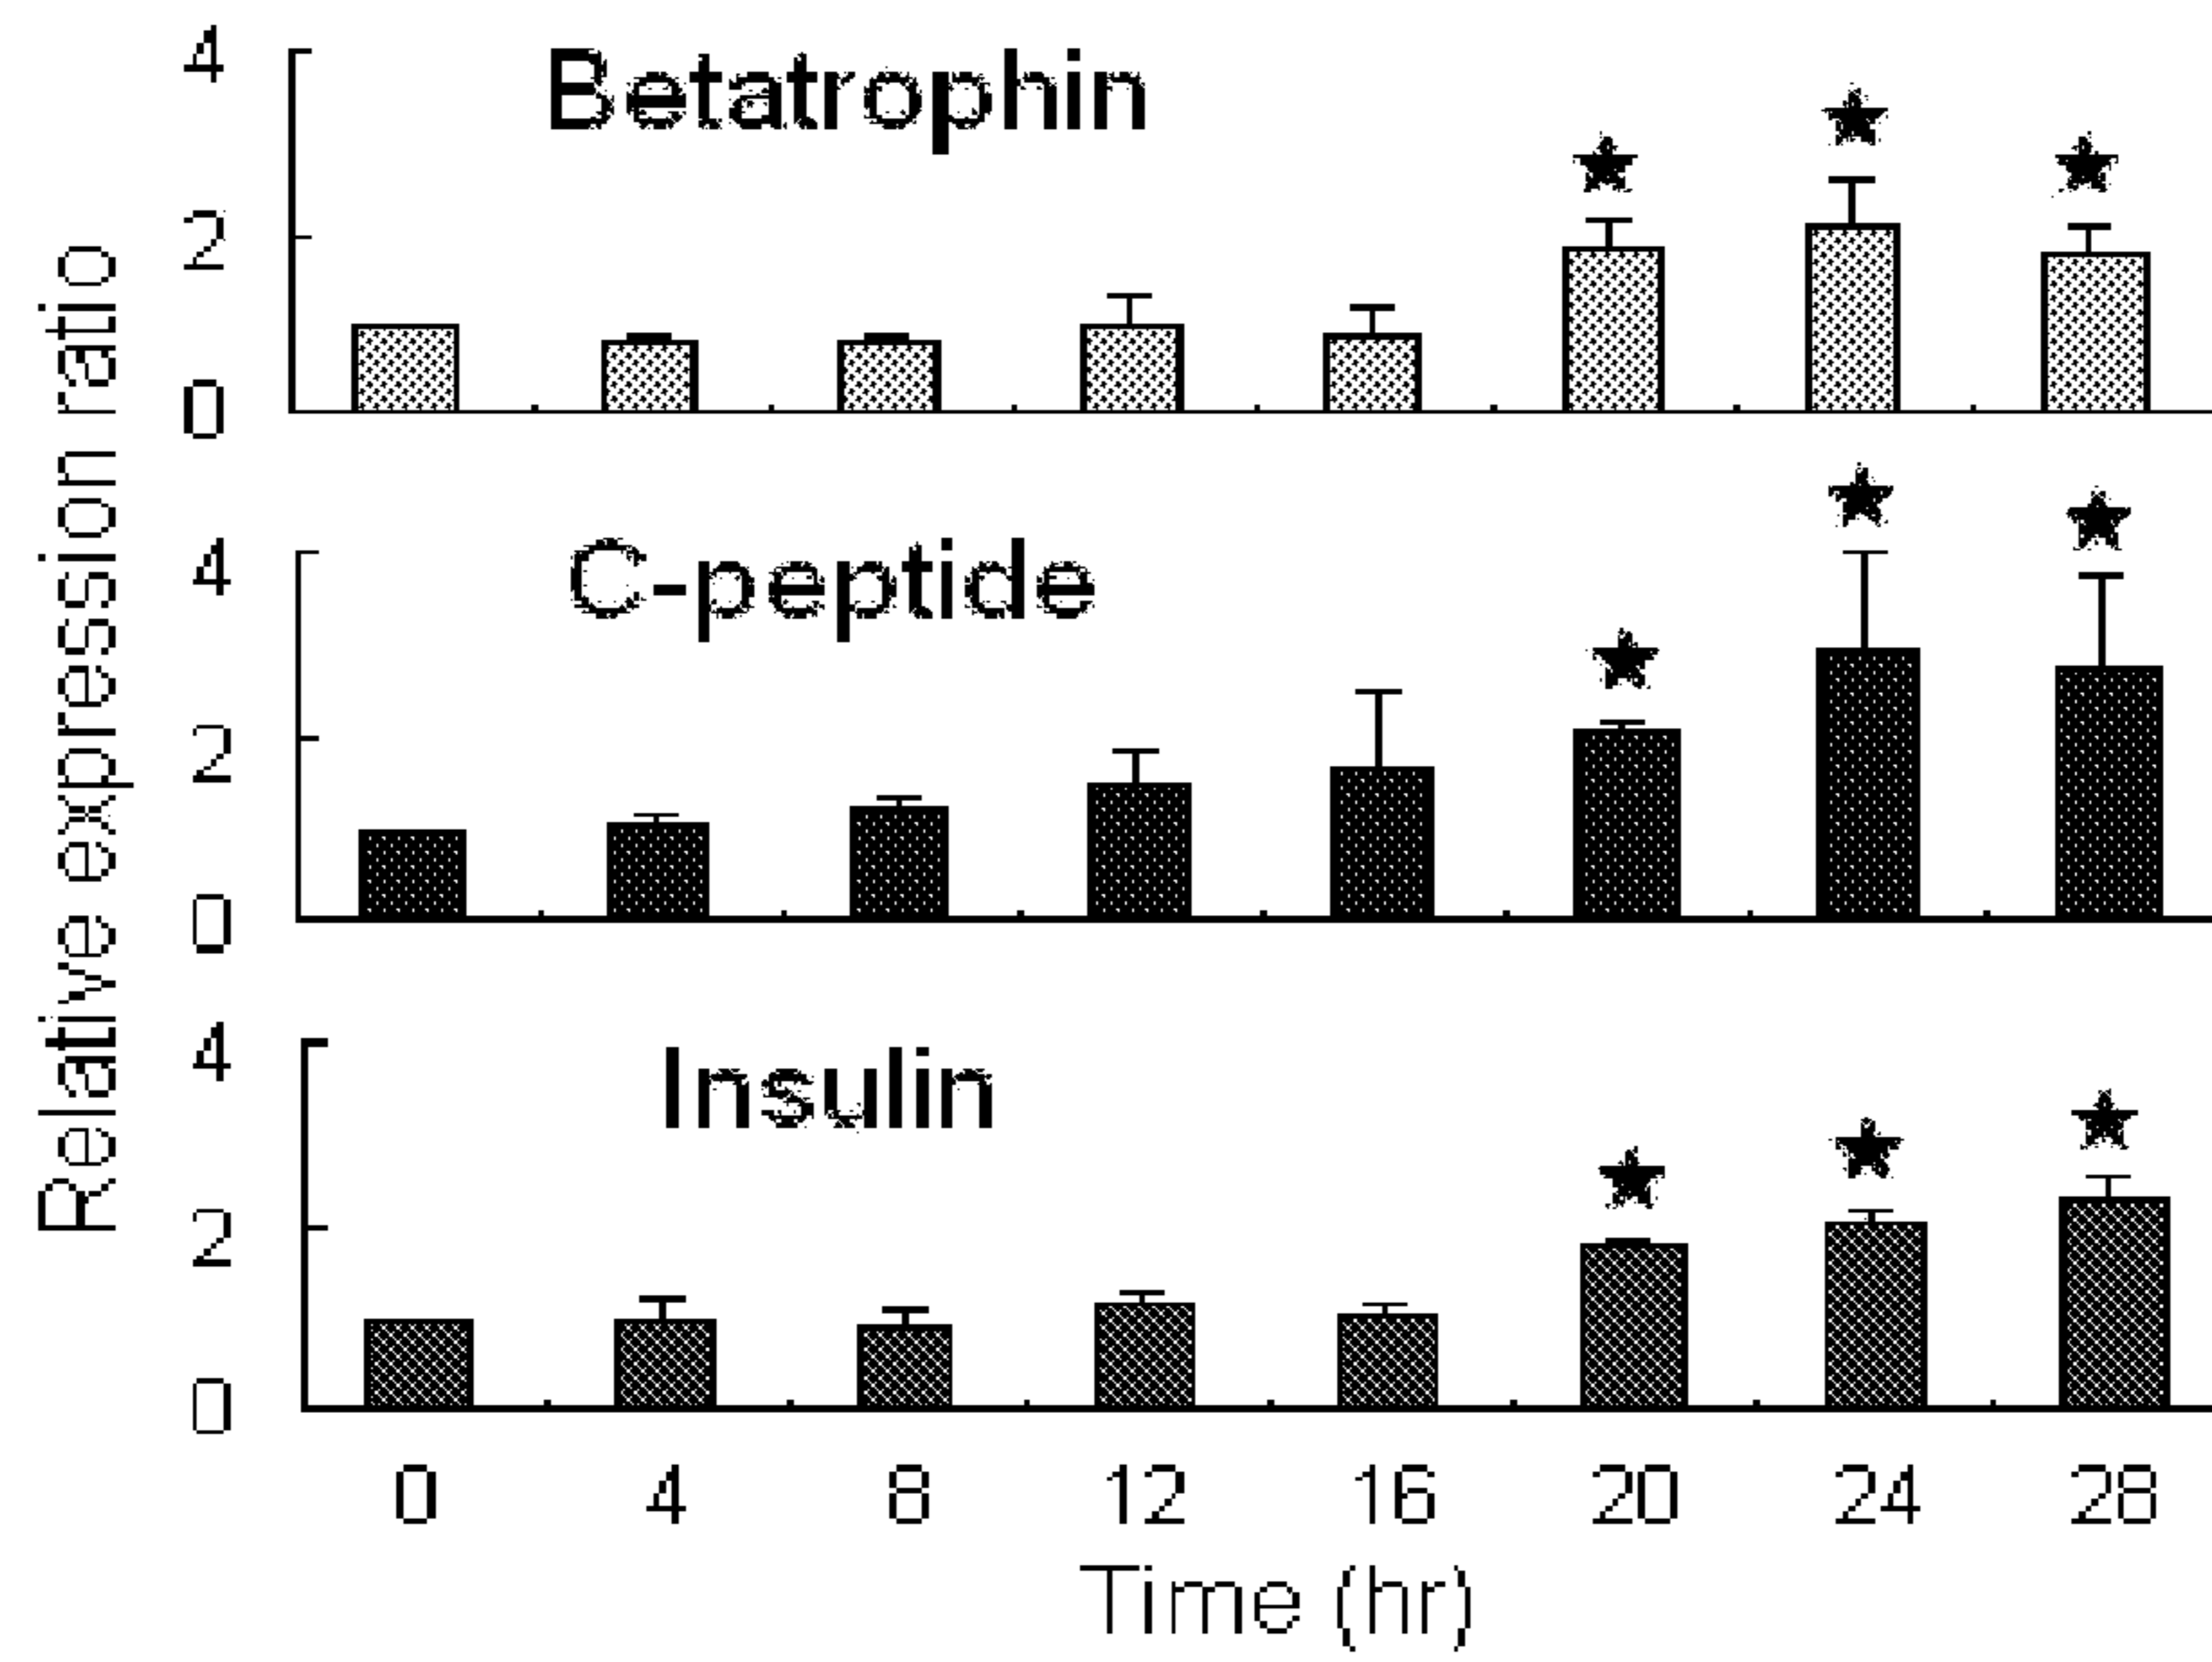 Relative expression ratio
Betatrophin
4
2
0
C-peptide
4
2
0
Insulin
4
2
0
0 4 8 12 16 20 24 28
Time (hr)